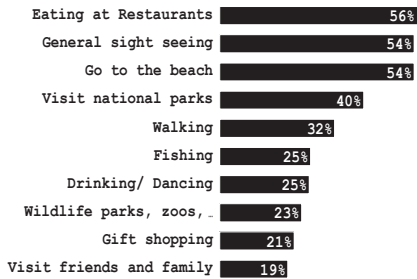 Eating at Restaurants 56%
General sight seeing 54%
Go to the beach 54%
Visit national parks 40%
Walking 32%
Fishing 25%
Drinking/ Dancing 25%
Wildlife parks, zoos, … 23%
Gift shopping 21%
Visit friends and family 19%